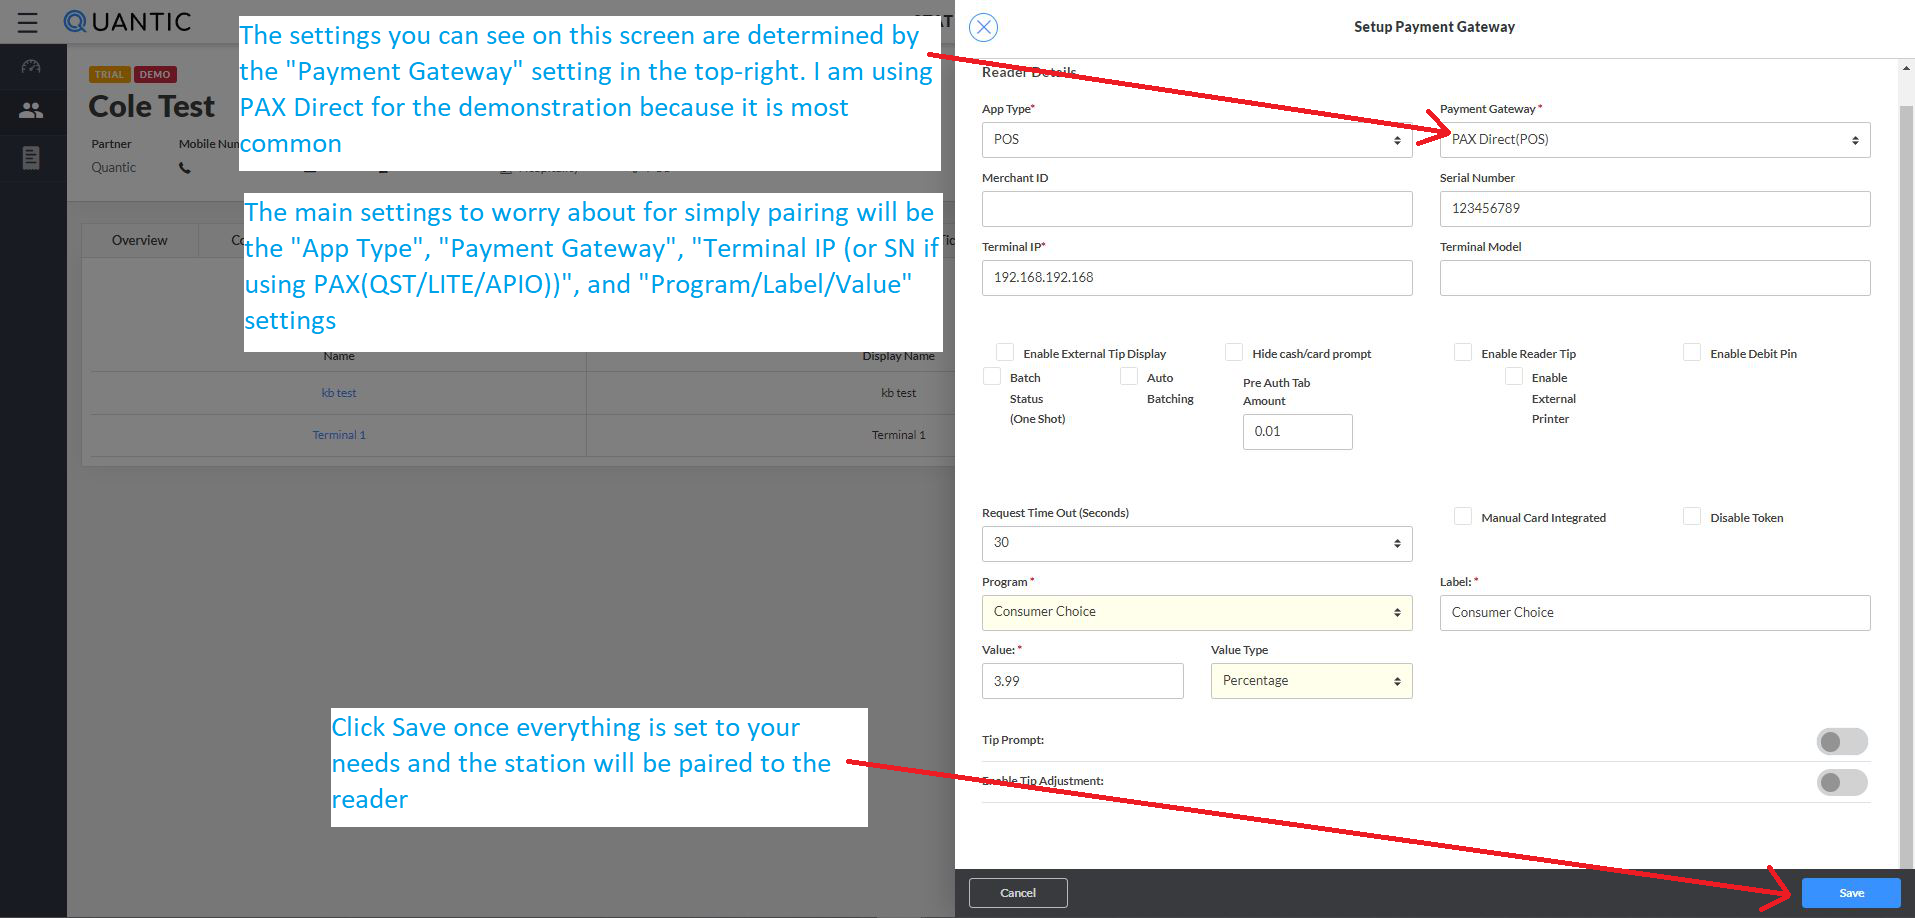 QUANTIC
The settings you can see on this screen are determined by
the "Payment Gateway" setting in the top-right. I am using
PAX Direct for the demonstration because it is most
common
TRIAL DEMO
Cole Test
Partner
Mobile Num
Quantic
The main settings to worry about for simply pairing will be
the "App Type", "Payment Gateway", "Terminal IP (or SN if
using PAX(QST/LITE/APIO))", and "Program/Label/Value"
settings
Overview
Name
Display Name
kb test
kb test
Terminal 1
Terminal 1
Click Save once everything is set to your
needs and the station will be paired to the
reader
Setup Payment Gateway
Reader Details
App Type*
Payment Gateway *
POS
PAX Direct(POS)
Merchant ID
Serial Number
123456789
Terminal IP*
Terminal Model
192.168.192.168
Enable External Tip Display
Hide cash/card prompt
Enable Reader Tip
Enable Debit Pin
Batch
Status
(One Shot)
Auto
Batching
Pre Auth Tab
Amount
0.01
Enable
External
Printer
Request Time Out (Seconds)
30
Manual Card Integrated
Disable Token
Program *
Label: *
Consumer Choice
Consumer Choice
Value: *
Value Type
3.99
Percentage
Tip Prompt:
Enable Tip Adjustment:
Cancel
Save